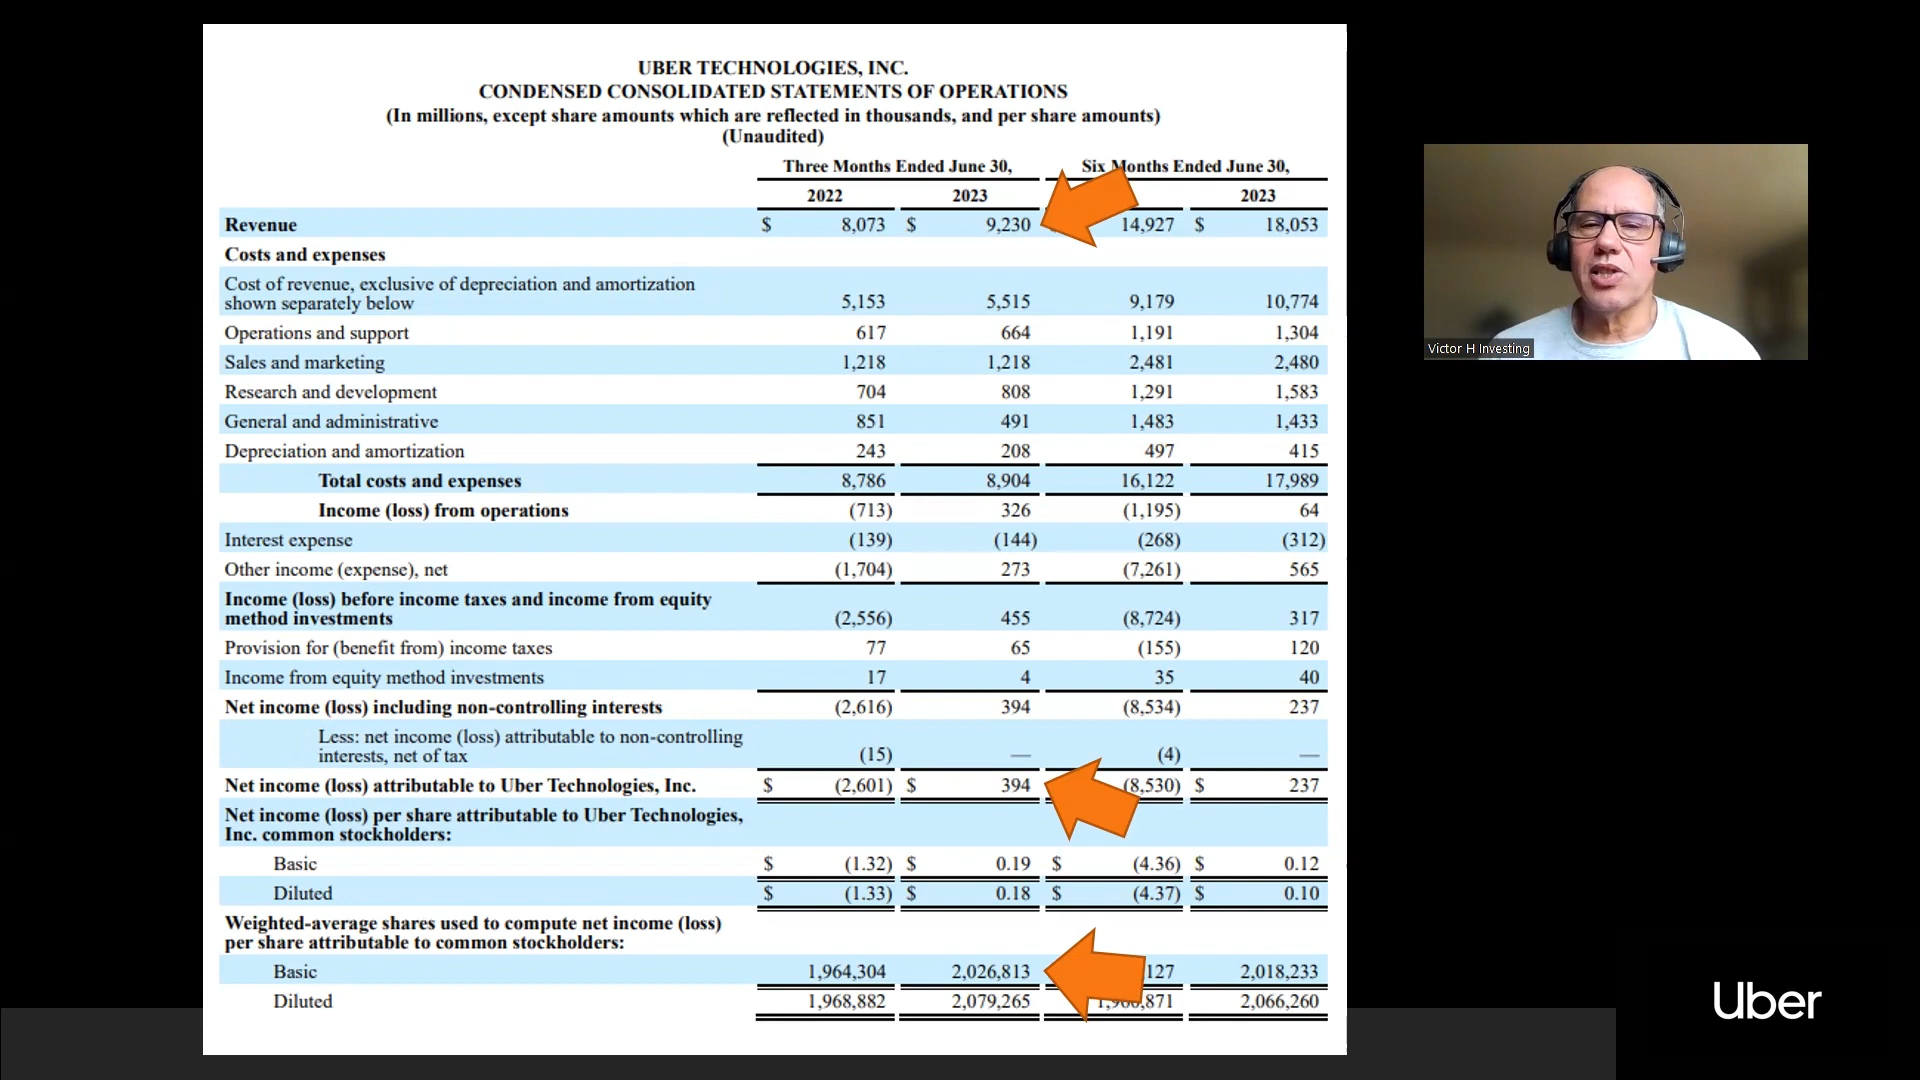 UBER TECHNOLOGIES, INC.
CONDENSED CONSOLIDATED STATEMENTS OF OPERATIONS
(In millions, except share amounts which are reflected in thousands, and per share amounts)
(Unaudited)
Three Months Ended June 30, Six Months Ended June 30,
2022 2023 2023
Revenue $ 8,073 $ 9,230 14,927 $ 18,053
Costs and expenses
Cost of revenue, exclusive of depreciation and amortization
shown separately below 5,153 5,515 9,179 10,774
Operations and support 617 664 1,191 1,304
Sales and marketing 1,218 1,218 2,481 2,480
Research and development 704 808 1,291 1,583
General and administrative 851 491 1,483 1,433
Depreciation and amortization 243 208 497 415
Total costs and expenses 8,786 8,904 16,122 17,989
Income (loss) from operations (713) 326 (1,195) 64
Interest expense (139) (144) (268) (312)
Other income (expense), net (1,704) 273 (7,261) 565
Income (loss) before income taxes and income from equity
method investments (2,556) 455 (8,724) 317
Provision for (benefit from) income taxes 77 65 (155) 120
Income from equity method investments 17 4 35 40
Net income (loss) including non-controlling interests (2,616) 394 (8,534) 237
Less: net income (loss) attributable to non-controlling
interests, net of tax (15) — (4) —
Net income (loss) attributable to Uber Technologies, Inc. $ (2,601) $ 394 (8,530) $ 237
Net income (loss) per share attributable to Uber Technologies,
Inc. common stockholders:
Basic $ (1.32) $ 0.19 $ (4.36) $ 0.12
Diluted $ (1.33) $ 0.18 $ (4.37) $ 0.10
Weighted-average shares used to compute net income (loss)
per share attributable to common stockholders:
Basic 1,964,304 2,026,813 127 2,018,233
Diluted 1,968,882 2,079,265 2,066,260
Victor H Investing
Uber